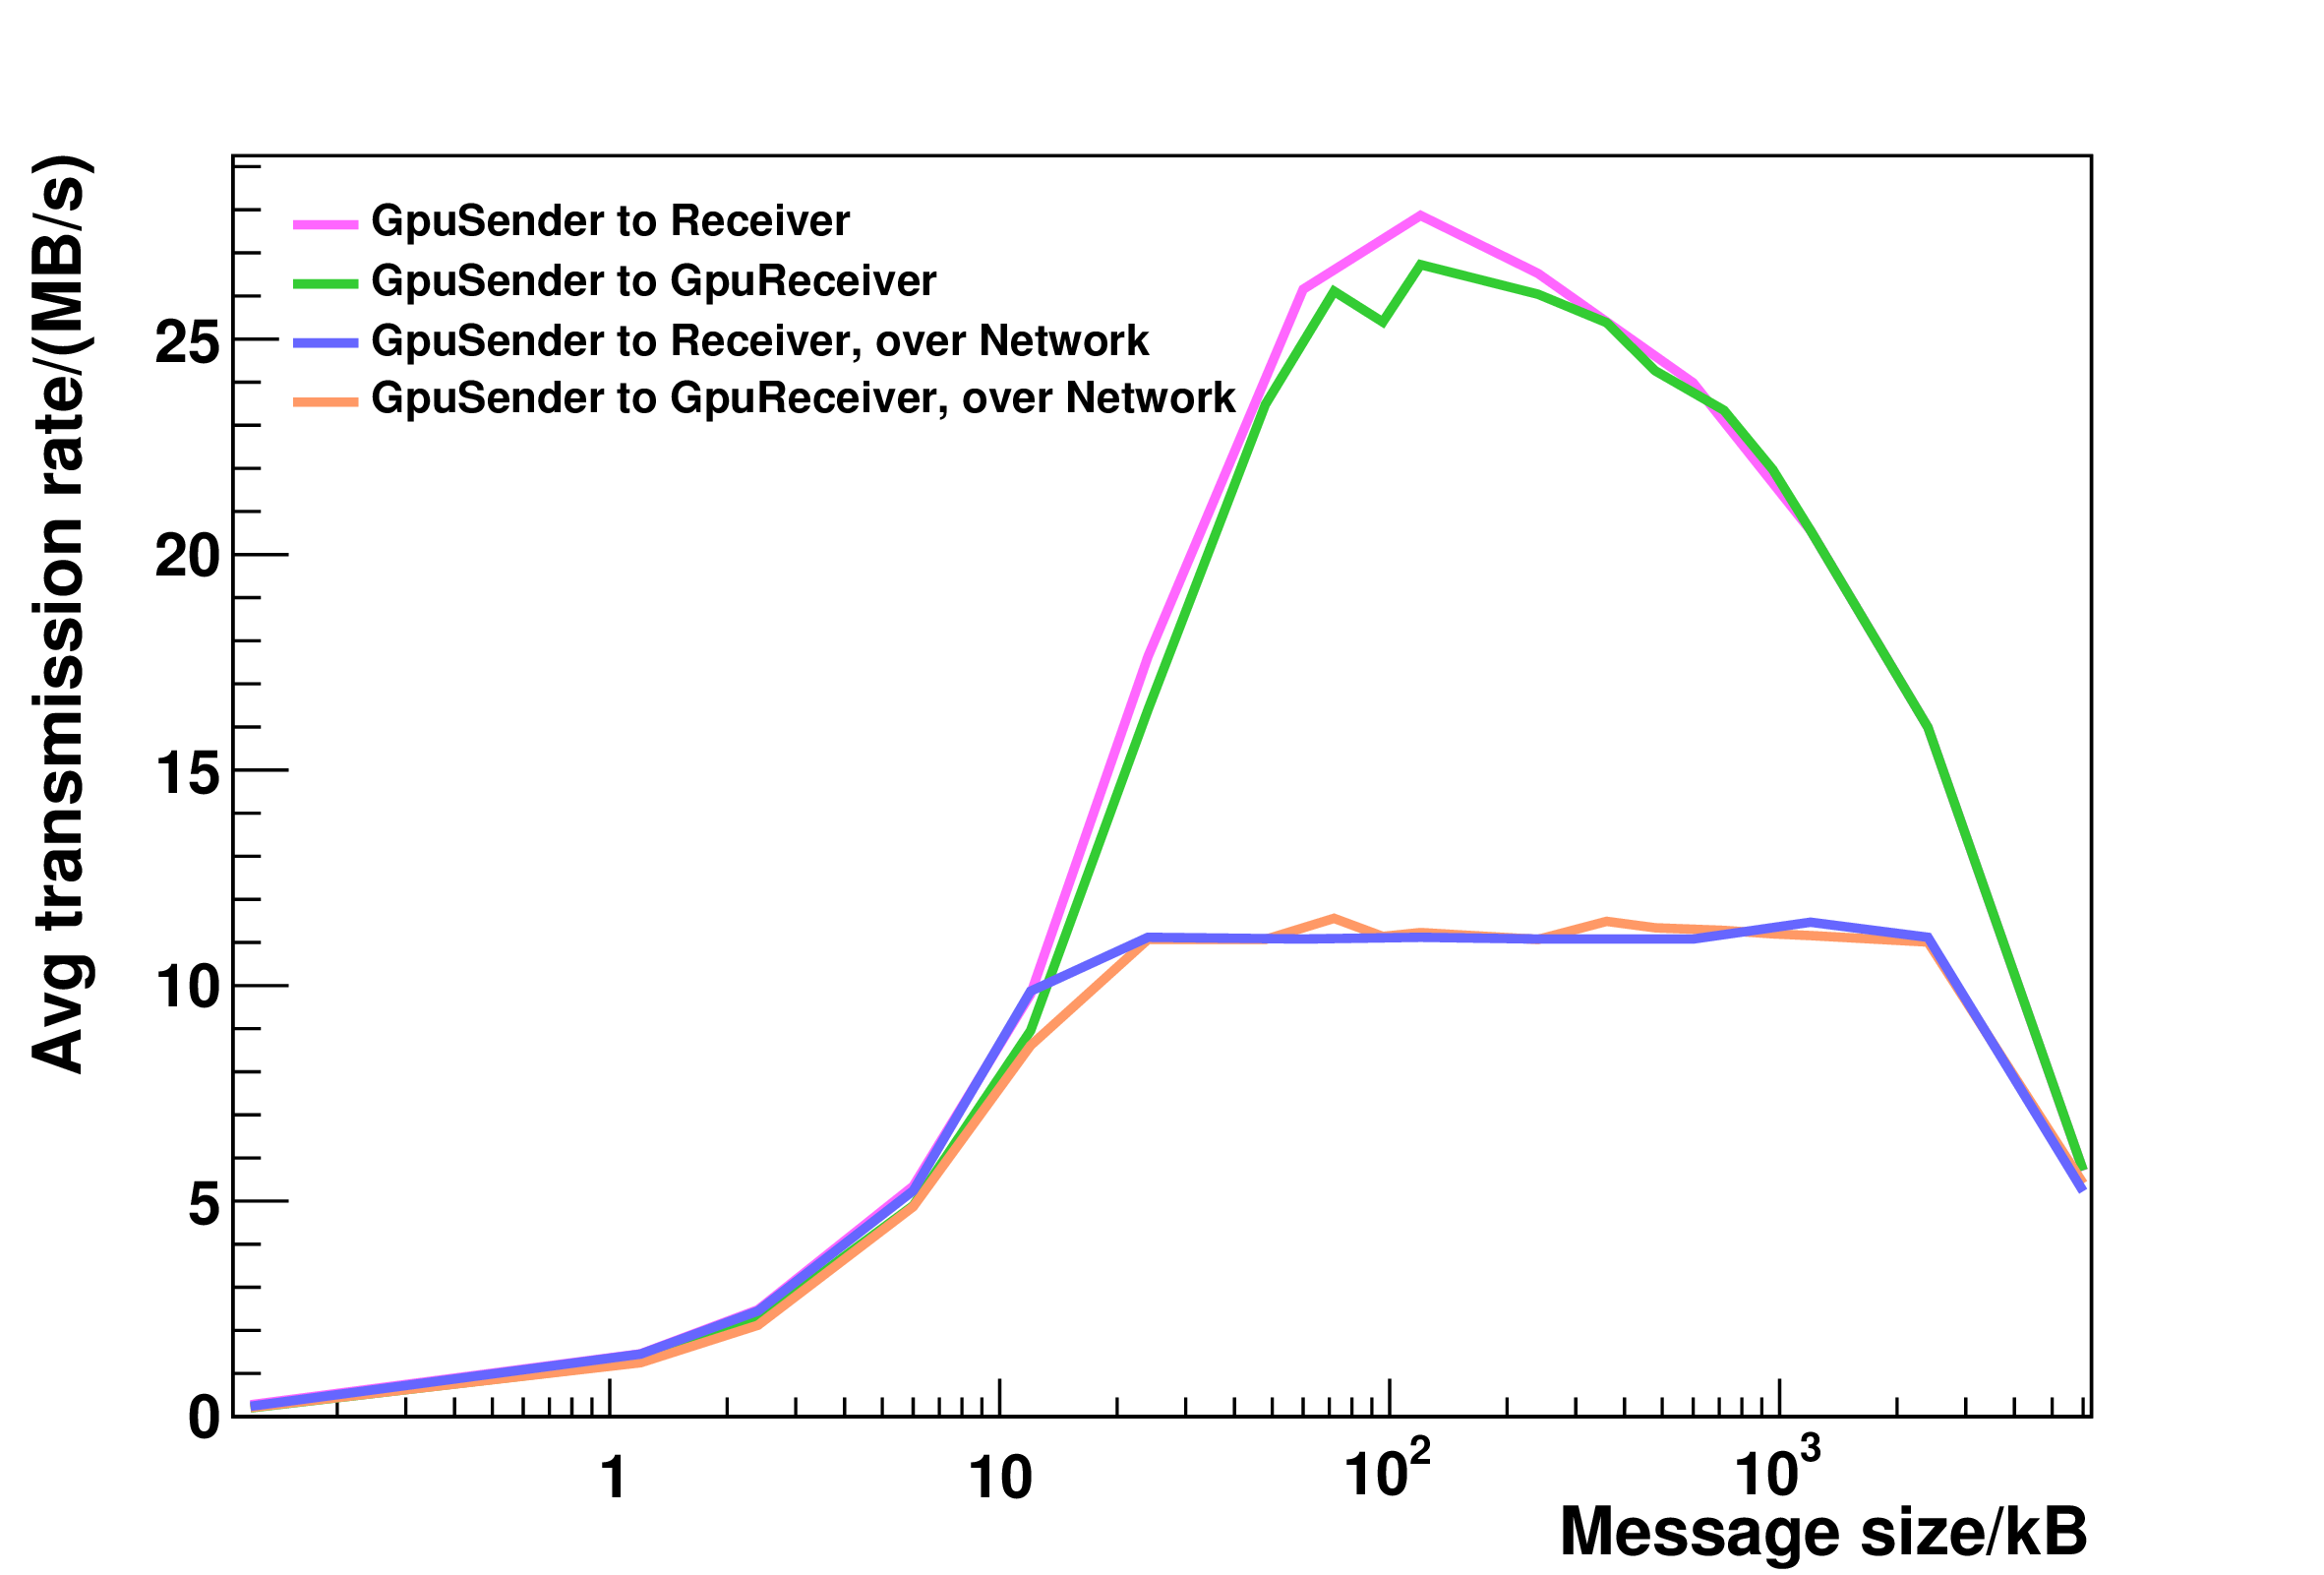 Avg transmission rate/(MB/s)
GpuSender to Receiver
GpuSender to GpuReceiver
GpuSender to Receiver, over Network
GpuSender to GpuReceiver, over Network
25
20
15
10
5
0
1 10 10² 10³
Message size/kB